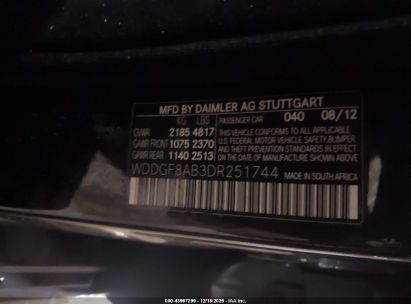 MFD BY DAIMLER AG STUTTGART
KG LBS PASSENGER CAR 040 08/12
GVWR 2185 4817 THIS VEHICLE CONFORMS TO ALL APPLICABLE
GAWR FRONT 1075 2370 U.S. FEDERAL MOTOR VEHICLE SAFETY, BUMPER,
GAWR REAR 1140 2513 AND THEFT PREVENTION STANDARDS IN EFFECT
ON THE DATE OF MANUFACTURE SHOWN ABOVE.
WDDGF8AB3DR251744 MADE IN SOUTH AFRICA